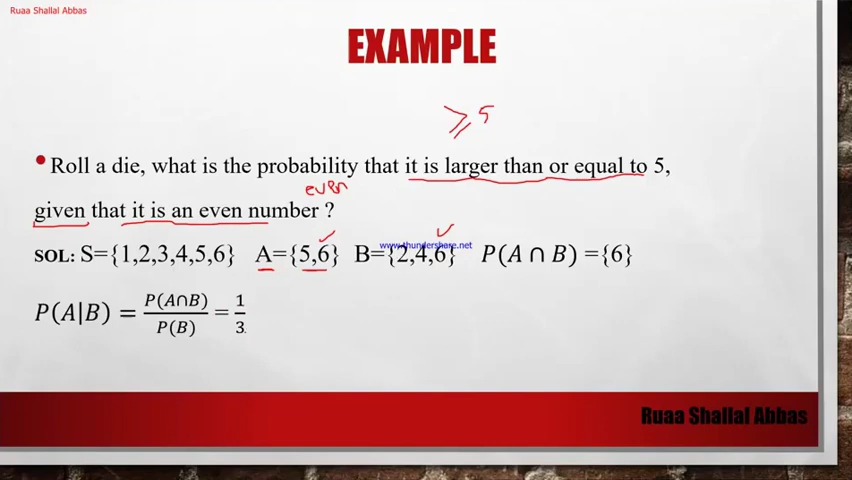 Ruaa Shallal Abbas
EXAMPLE
⩾ 5
•Roll a die, what is the probability that it is larger than or equal to 5,
even
given that it is an even number ?
SOL: S={1,2,3,4,5,6} A={5,6} B={2,4,6} P(A ∩ B) ={6}
www.thundershare.net
P(A|B) = P(A∩B)/P(B) = 1/3
Ruaa Shallal Abbas